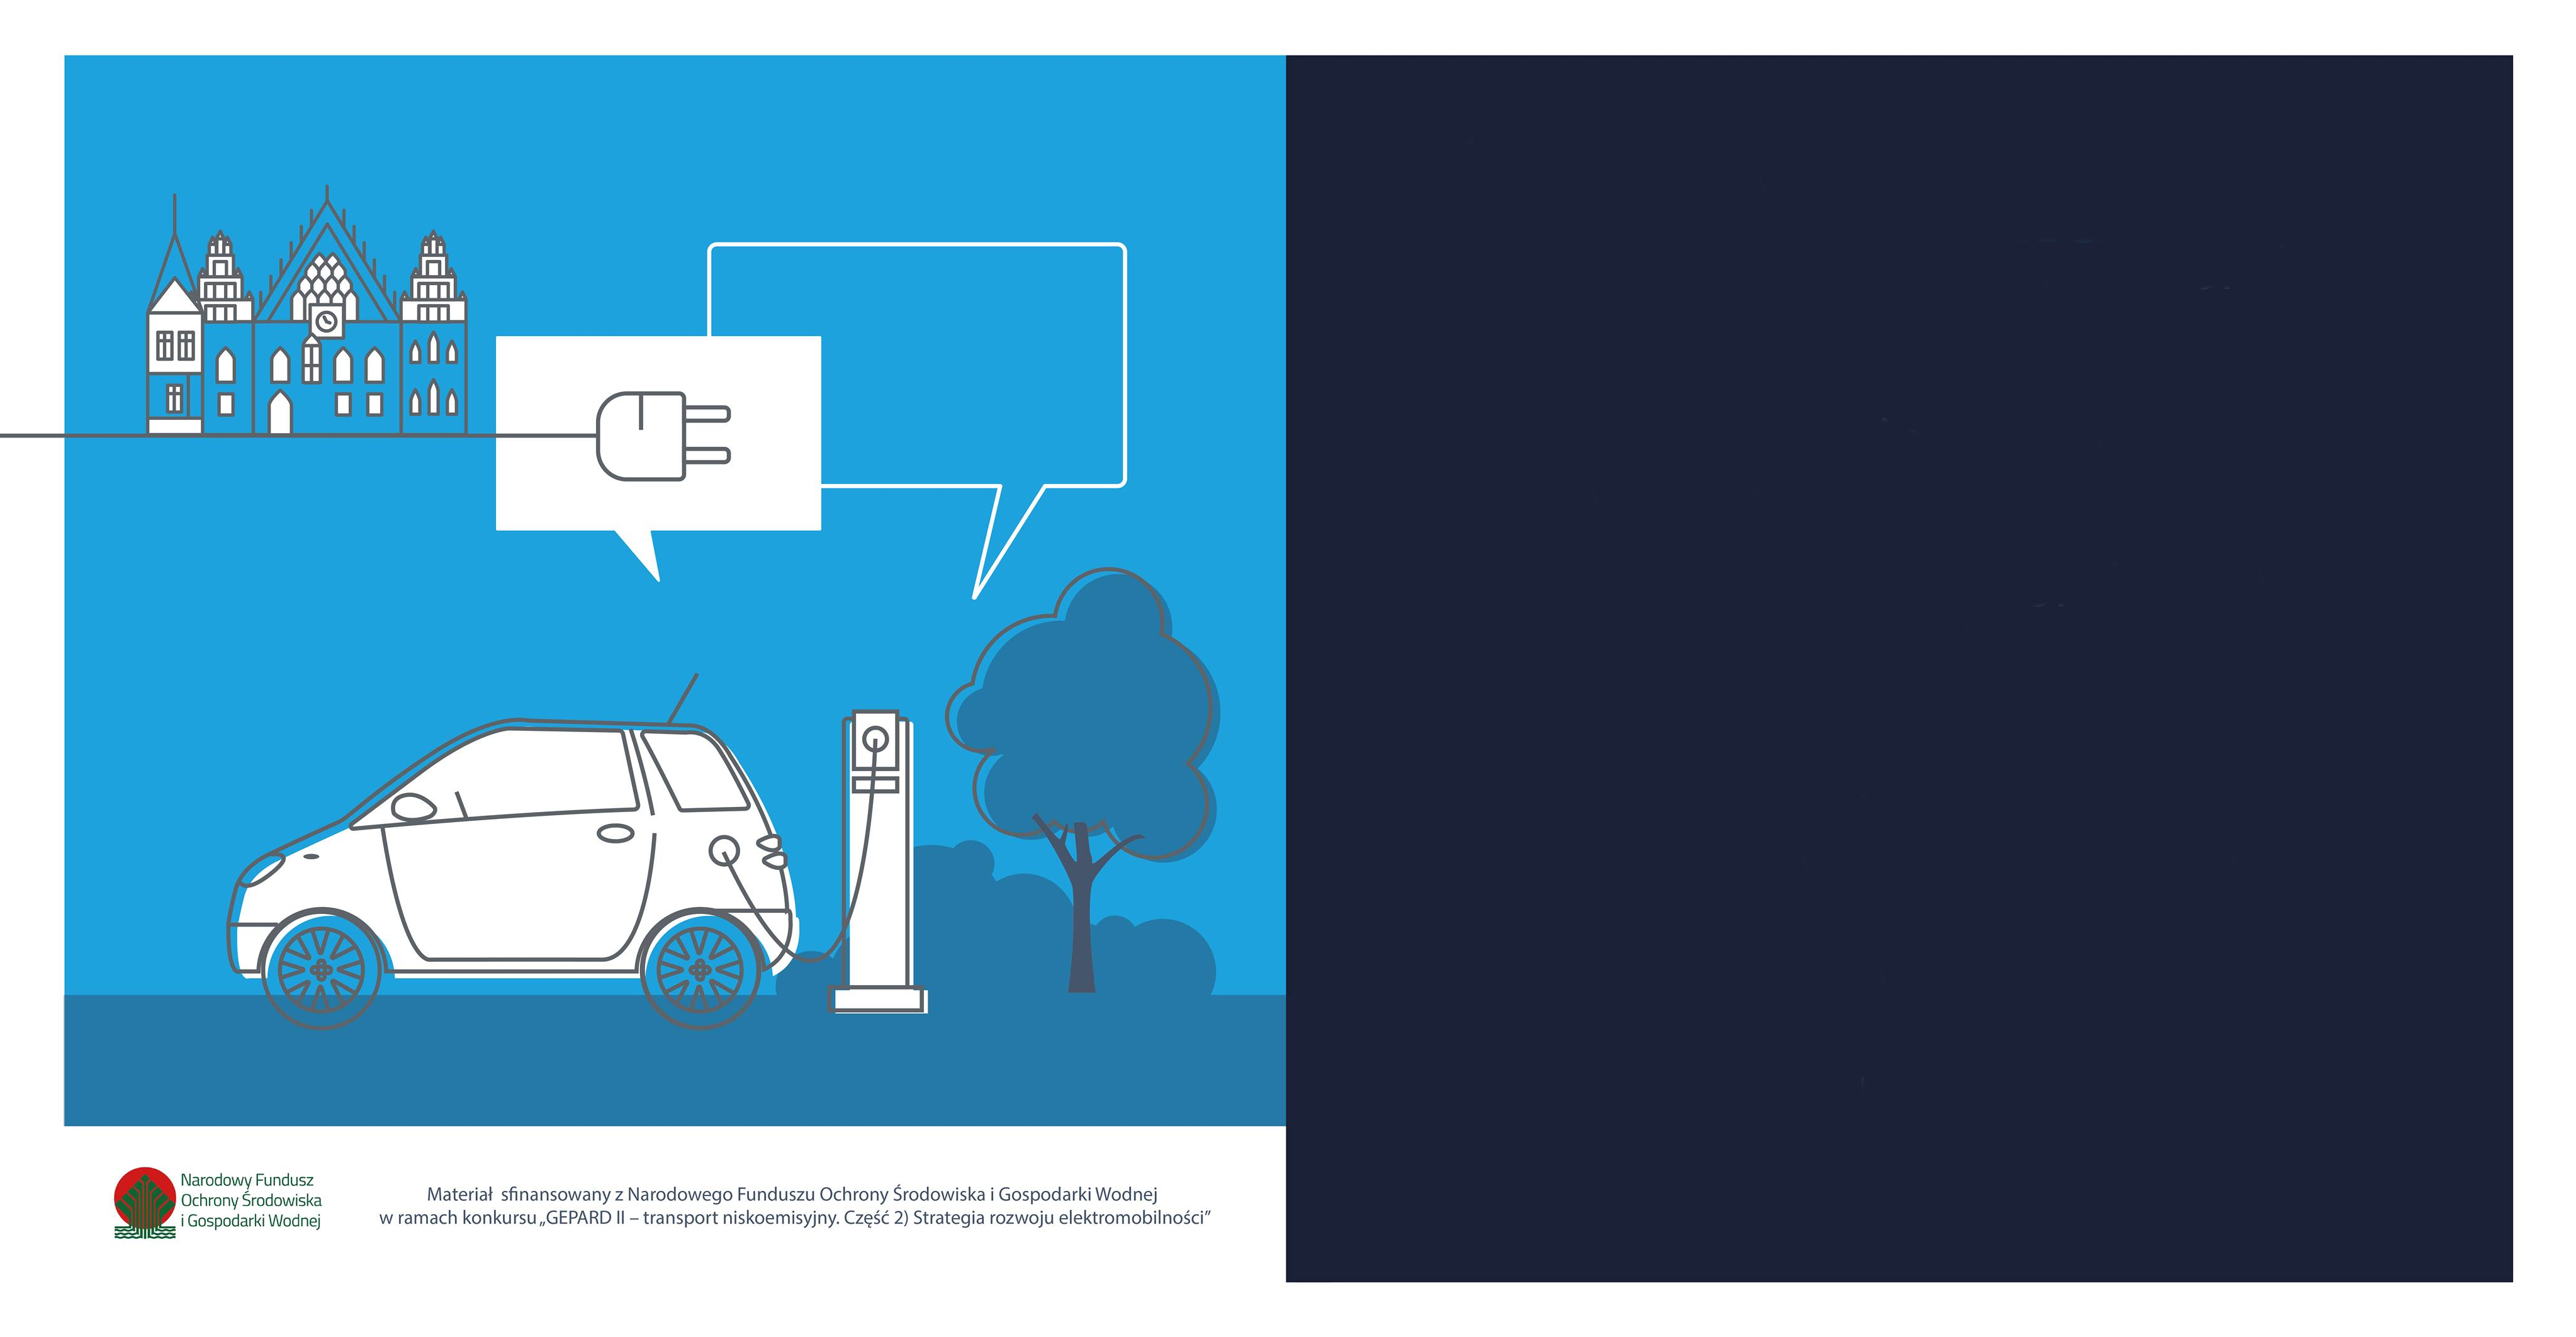 Narodowy Fundusz
Ochrony Środowiska
i Gospodarki Wodnej
Materiał sfinansowany z Narodowego Funduszu Ochrony Środowiska i Gospodarki Wodnej
w ramach konkursu „GEPARD II – transport niskoemisyjny. Część 2) Strategia rozwoju elektromobilności”